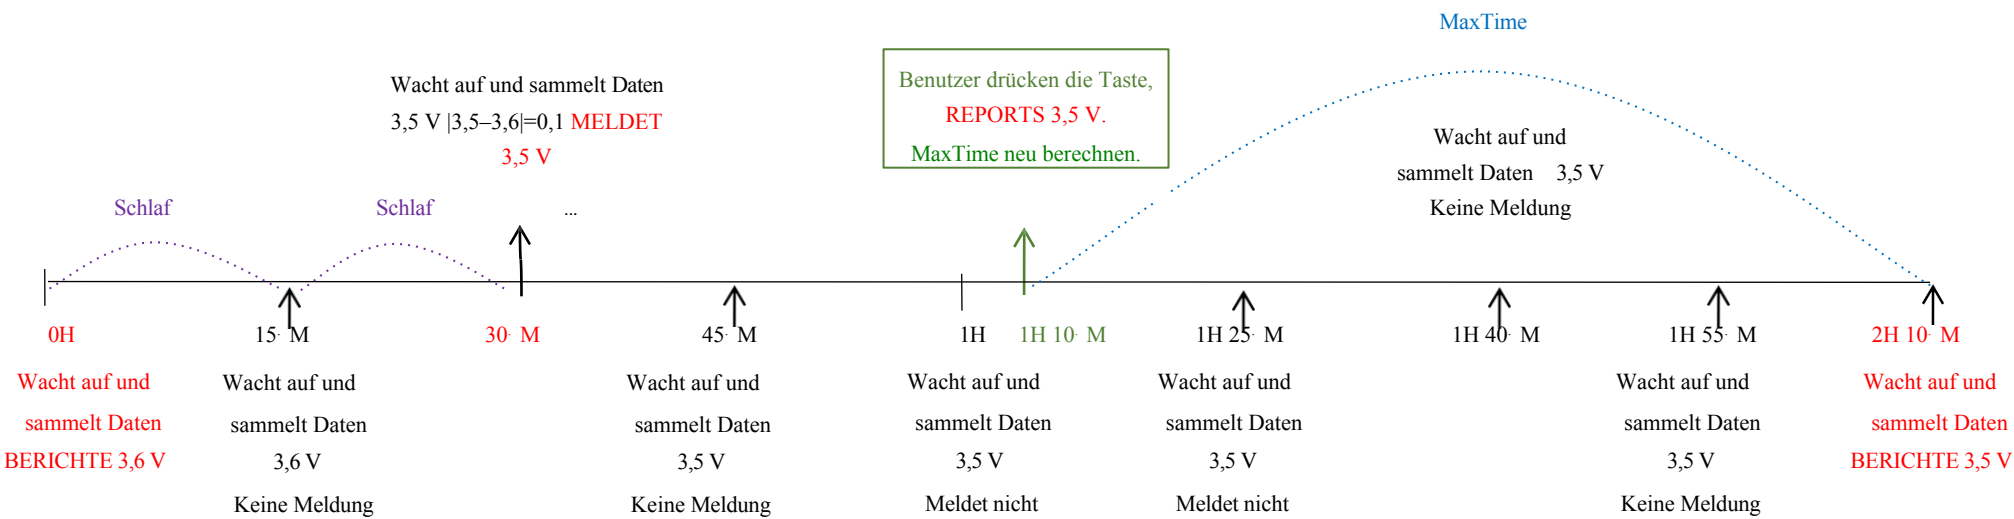 MaxTime
Wacht auf und sammelt Daten
3,5 V |3,5–3,6|=0,1 MELDET
3,5 V
Benutzer drücken die Taste,
REPORTS 3,5 V.
MaxTime neu berechnen.
Wacht auf und
sammelt Daten 3,5 V
Keine Meldung
Schlaf
Schlaf
...
0H
15· M
30· M
45· M
1H
1H 10· M
1H 25· M
1H 40· M
1H 55· M
2H 10· M
Wacht auf und
sammelt Daten
BERICHTE 3,6 V
Wacht auf und
sammelt Daten
3,6 V
Keine Meldung
Wacht auf und
sammelt Daten
3,5 V
Keine Meldung
Wacht auf und
sammelt Daten
3,5 V
Meldet nicht
Wacht auf und
sammelt Daten
3,5 V
Meldet nicht
Wacht auf und
sammelt Daten
3,5 V
Keine Meldung
Wacht auf und
sammelt Daten
BERICHTE 3,5 V